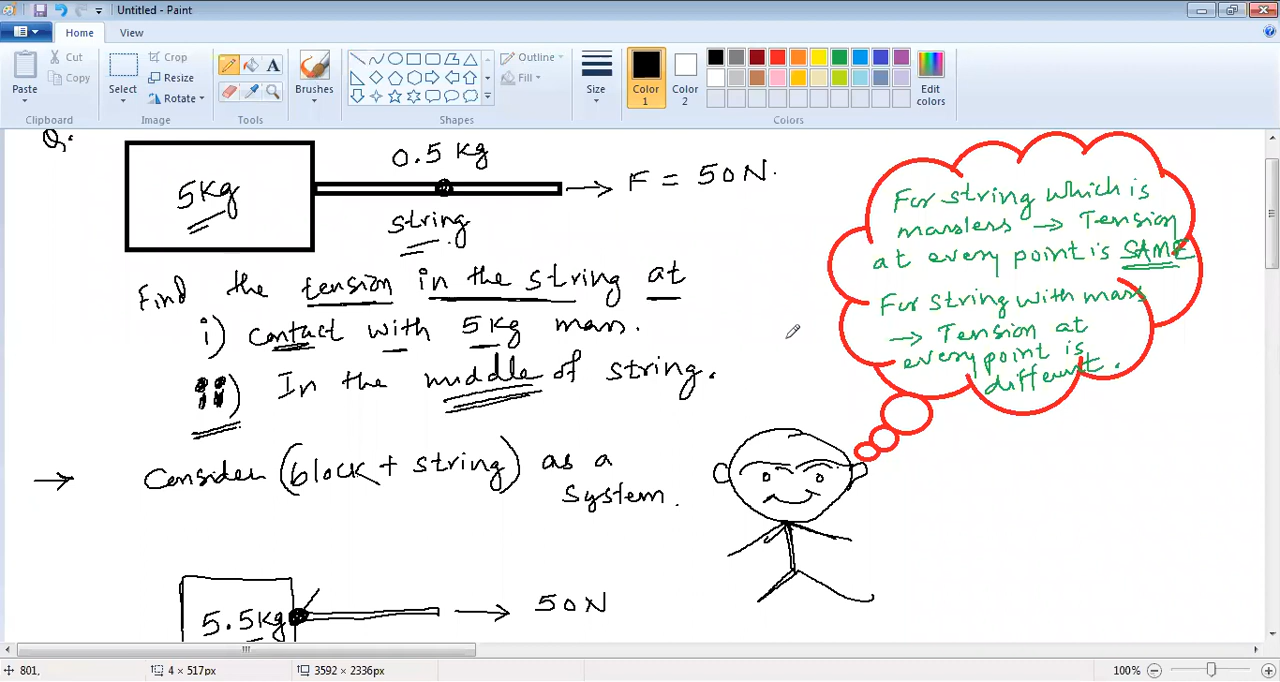 Untitled - Paint
Home View
Cut
Copy
Paste
Clipboard
Select
Crop
Resize
Rotate
Image
Tools
Brushes
Outline
Fill
Shapes
Size
Color 1
Color 2
Edit colors
Colors
Q:
5Kg
0.5 Kg
string
F = 50N.
Find the tension in the string at
i) contact with 5Kg mass.
ii) In the middle of string.
→ Consider (block + string) as a
system.
5.5kg
50N
For string which is
massless → Tension
at every point is SAME
For string with mass
→ Tension at
every point is
different.
801,
4 × 517px
3592 × 2336px
100%